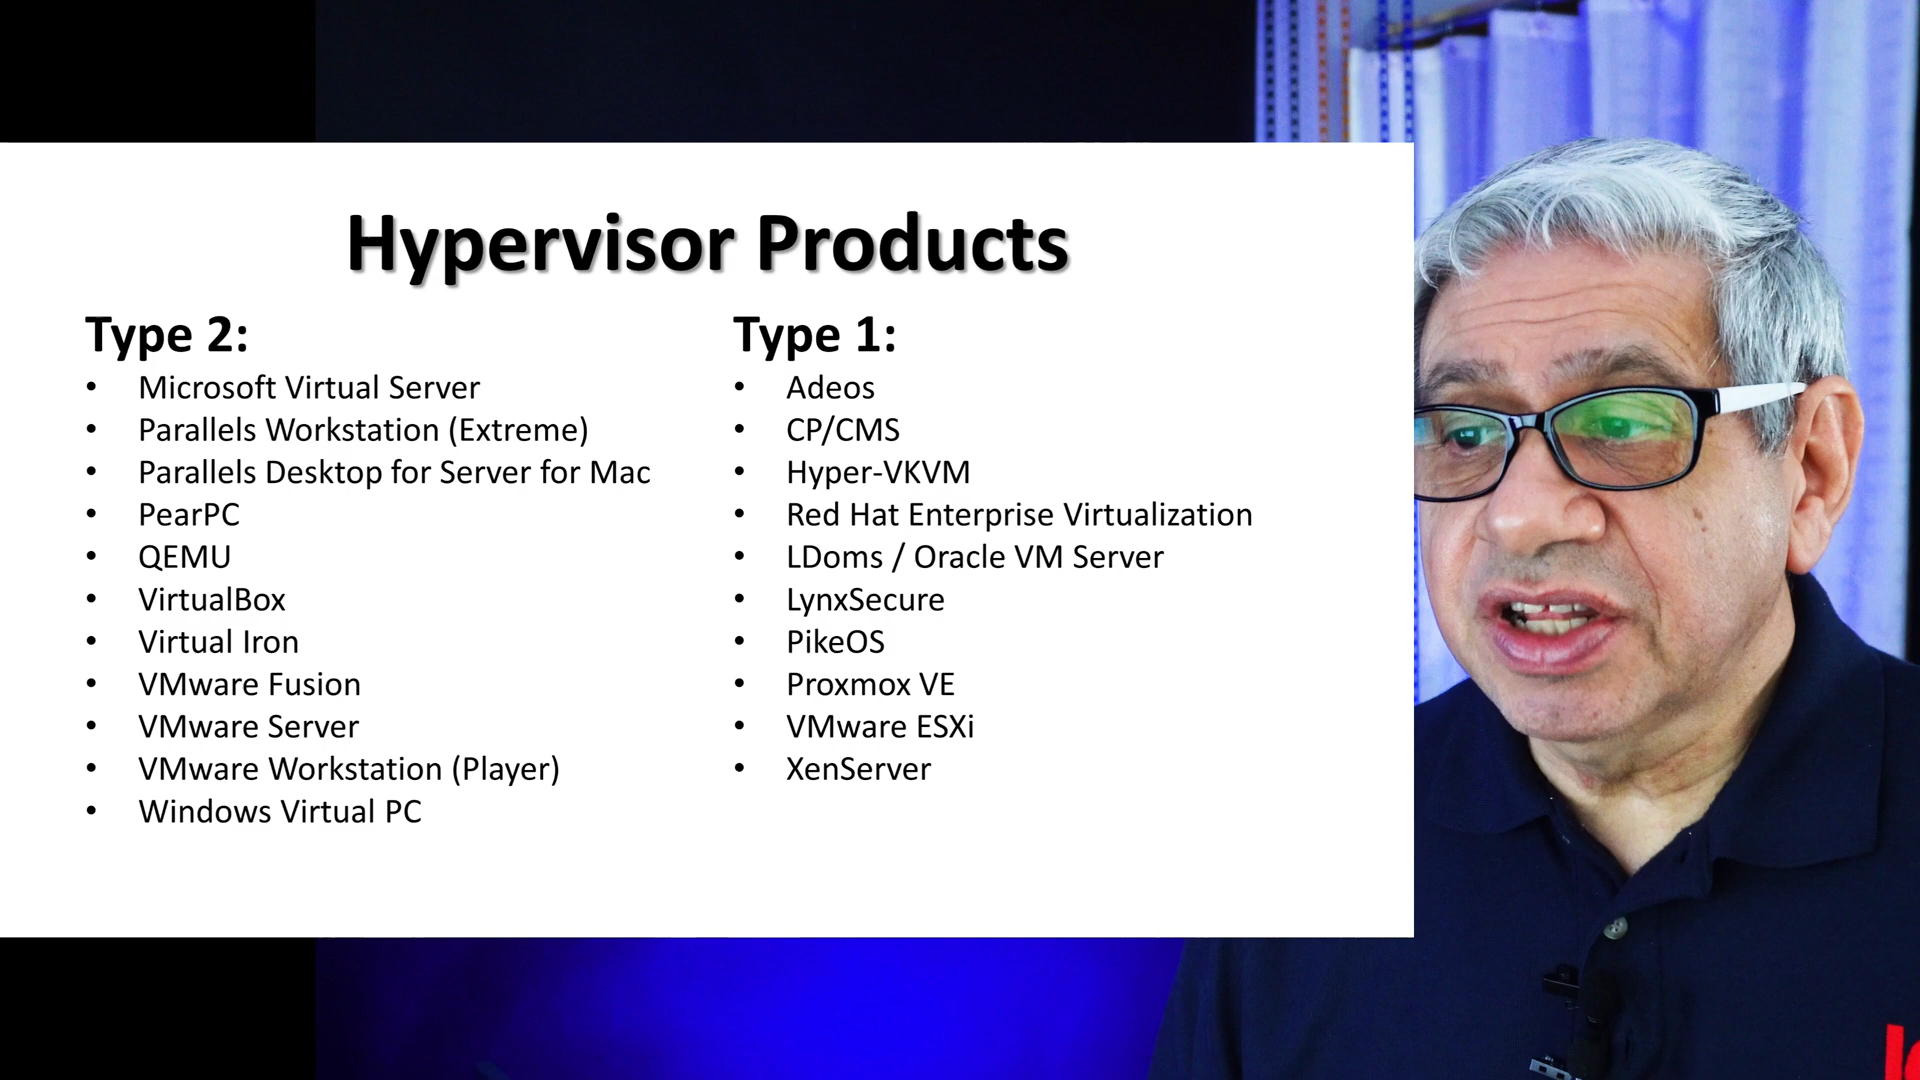 Hypervisor Products
Type 2:
• Microsoft Virtual Server
• Parallels Workstation (Extreme)
• Parallels Desktop for Server for Mac
• PearPC
• QEMU
• VirtualBox
• Virtual Iron
• VMware Fusion
• VMware Server
• VMware Workstation (Player)
• Windows Virtual PC
Type 1:
• Adeos
• CP/CMS
• Hyper-VKVM
• Red Hat Enterprise Virtualization
• LDoms / Oracle VM Server
• LynxSecure
• PikeOS
• Proxmox VE
• VMware ESXi
• XenServer